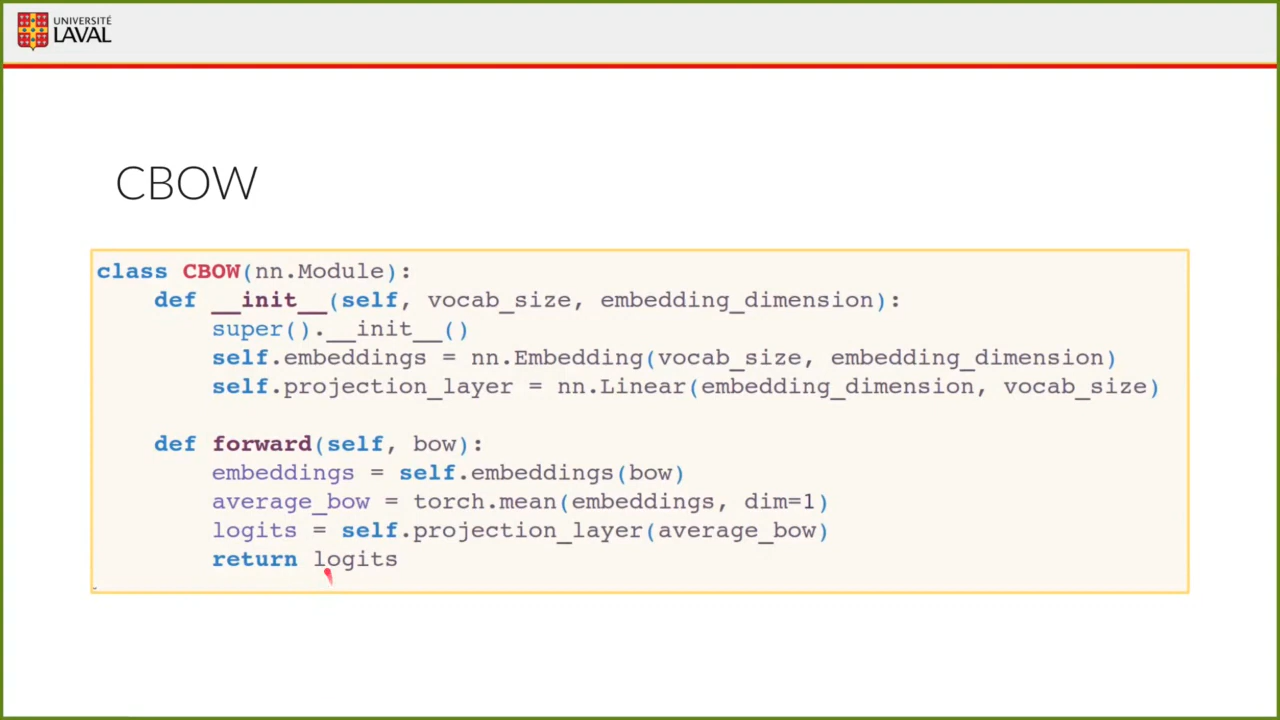 UNIVERSITÉ
LAVAL
CBOW
class CBOW(nn.Module):
    def __init__(self, vocab_size, embedding_dimension):
        super().__init__()
        self.embeddings = nn.Embedding(vocab_size, embedding_dimension)
        self.projection_layer = nn.Linear(embedding_dimension, vocab_size)
    def forward(self, bow):
        embeddings = self.embeddings(bow)
        average_bow = torch.mean(embeddings, dim=1)
        logits = self.projection_layer(average_bow)
        return logits